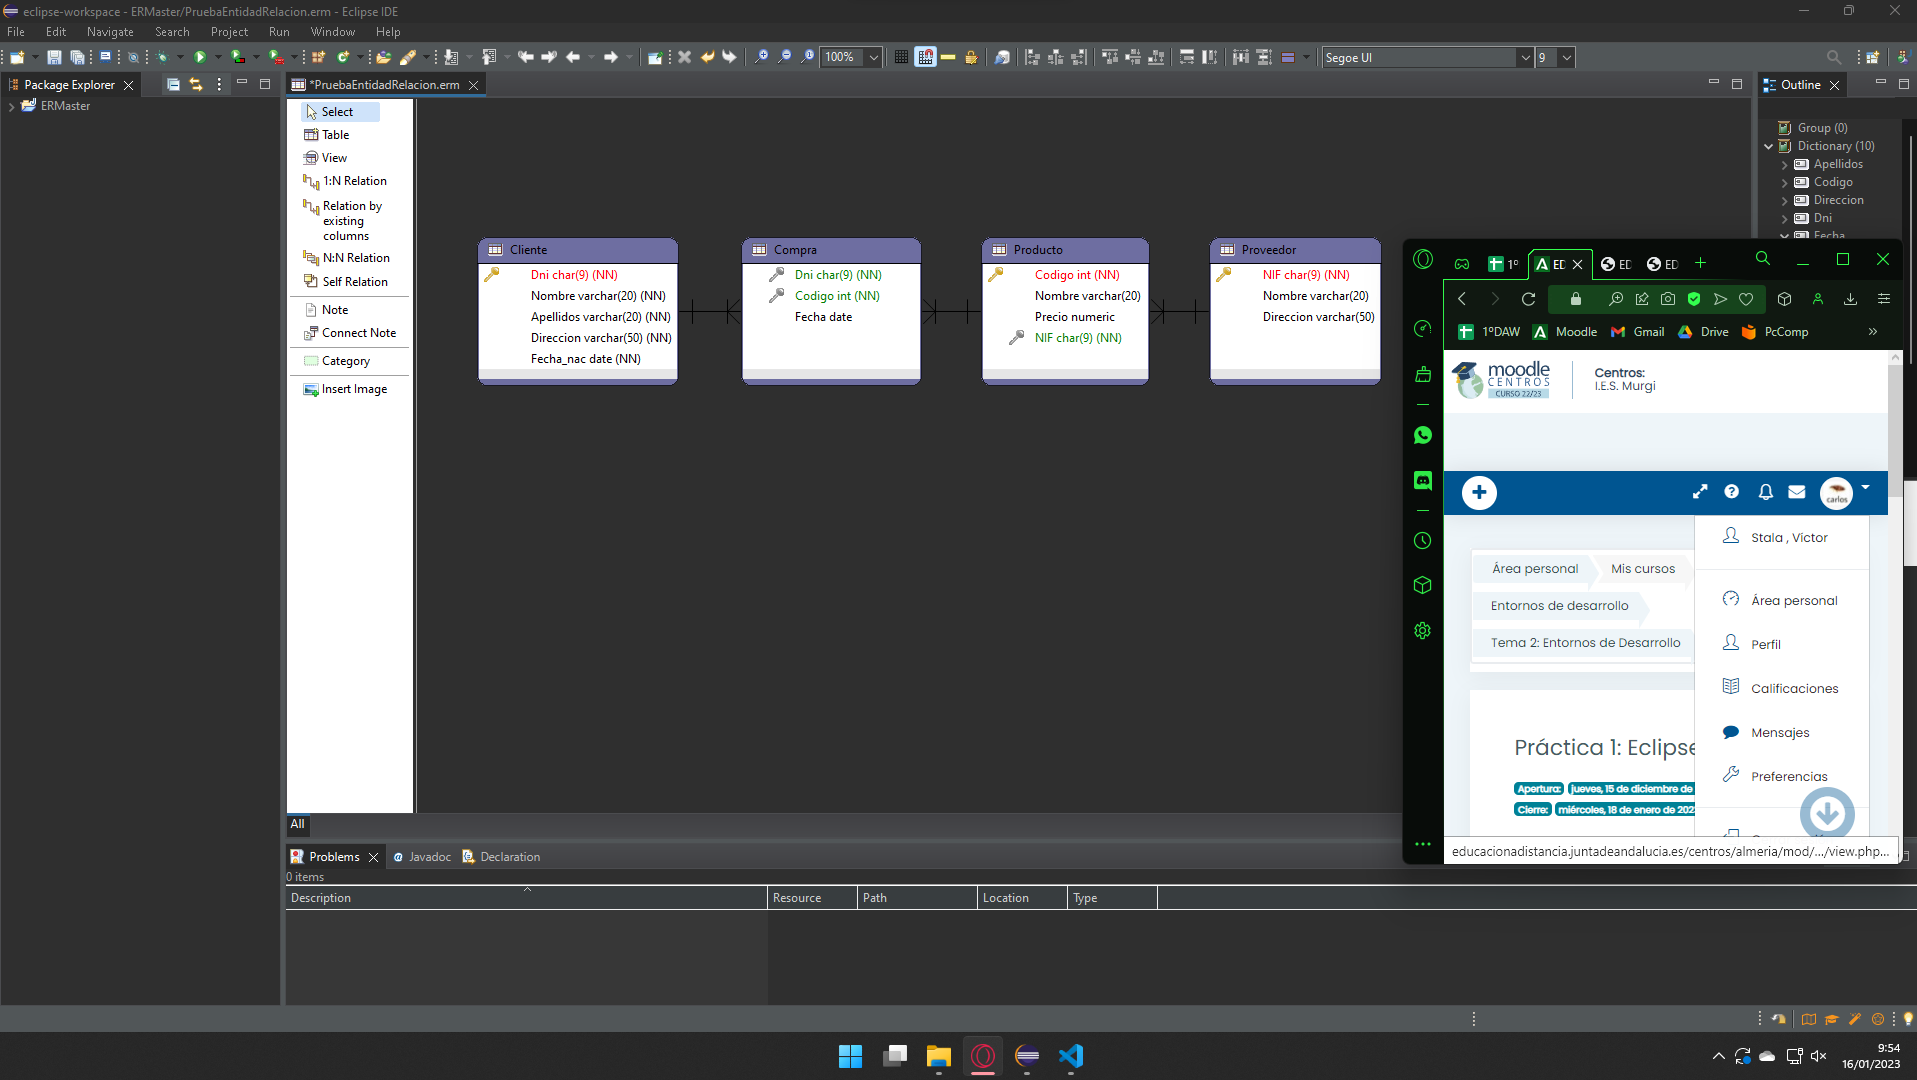 eclipse-workspace - ERMaster/PruebaEntidadRelacion.erm - Eclipse IDE
File Edit Navigate Search Project Run Window Help
100%
Segoe UI
9
Package Explorer
ERMaster
*PruebaEntidadRelacion.erm
Select
Table
View
1:N Relation
Relation by
existing
columns
N:N Relation
Self Relation
Note
Connect Note
Category
Insert Image
All
Cliente
Dni char(9) (NN)
Nombre varchar(20) (NN)
Apellidos varchar(20) (NN)
Direccion varchar(50) (NN)
Fecha_nac date (NN)
Compra
Dni char(9) (NN)
Codigo int (NN)
Fecha date
Producto
Codigo int (NN)
Nombre varchar(20)
Precio numeric
NIF char(9) (NN)
Proveedor
NIF char(9) (NN)
Nombre varchar(20)
Direccion varchar(50)
Outline
Group (0)
Dictionary (10)
Apellidos
Codigo
Direccion
Dni
Fecha
1º
ED
ED
ED
1ºDAW Moodle Gmail Drive PcComp
moodle
CENTROS
CURSO 22/23
Centros:
I.E.S. Murgi
carlos
Stala , Víctor
Área personal
Perfil
Calificaciones
Mensajes
Preferencias
Área personal
Mis cursos
Entornos de desarrollo
Tema 2: Entornos de Desarrollo
Práctica 1: Eclipse
Apertura: jueves, 15 de diciembre de
Cierre: miércoles, 18 de enero de 202
educacionadistancia.juntadeandalucia.es/centros/almeria/mod/.../view.php...
Problems Javadoc Declaration
0 items
Description Resource Path Location Type
9:54
16/01/2023